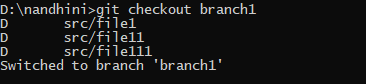 D:\nandhini>git checkout branch1
D       src/file1
D       src/file11
D       src/file111
Switched to branch 'branch1'